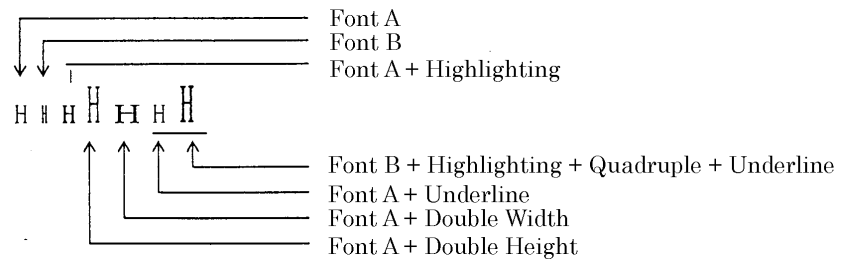 Font A
Font B
Font A + Highlighting
H H H H H H H
Font B + Highlighting + Quadruple + Underline
Font A + Underline
Font A + Double Width
Font A + Double Height